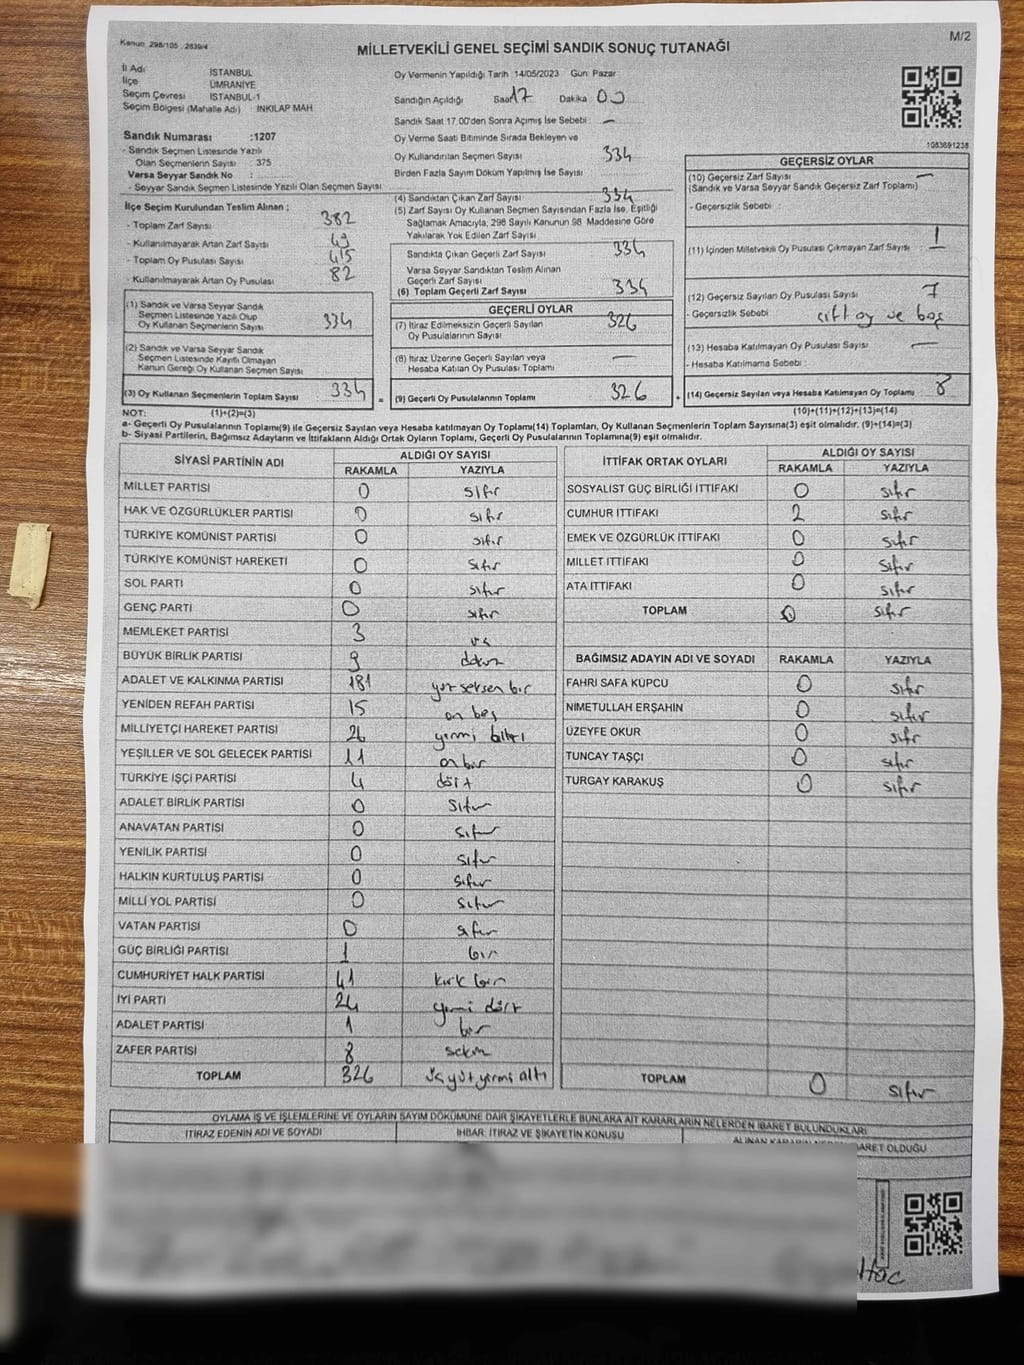 Kanun 298/105 , 2839/4
M/2
MİLLETVEKİLİ GENEL SEÇİMİ SANDIK SONUÇ TUTANAĞI
İl Adı İSTANBUL
İlçe ÜMRANİYE
Seçim Çevresi İSTANBUL-1
Seçim Bölgesi (Mahalle Adı) INKILAP MAH.
Sandık Numarası :1207
- Sandık Seçmen Listesinde Yazılı
Olan Seçmenlerin Sayısı : 375
Varsa Seyyar Sandık No :
- Seyyar Sandık Seçmen Listesinde Yazılı Olan Seçmen Sayısı
İlçe Seçim Kurulundan Teslim Alınan ;
- Toplam Zarf Sayısı 382
- Kullanılmayarak Artan Zarf Sayısı
- Toplam Oy Pusulası Sayısı 415
- Kullanılmayarak Artan Oy Pusulası 82
(1) Sandık ve Varsa Seyyar Sandık
Seçmen Listesinde Yazılı Olup
Oy Kullanan Seçmenlerin Sayısı 334
(2) Sandık ve Varsa Seyyar Sandık
Seçmen Listesinde Kayıtlı Olmayan
Kanun Gereği Oy Kullanan Seçmen Sayısı
(3) Oy Kullanan Seçmenlerin Toplam Sayısı 334 =
Oy Vermenin Yapıldığı Tarih 14/05/2023 Gün Pazar
Sandığın Açıldığı Saat 17 Dakika 00
Sandık Saat 17.00'den Sonra Açımış İse Sebebi : —
Oy Verme Saati Bitiminde Sırada Bekleyen ve
Oy Kullandırılan Seçmen Sayısı 334
Birden Fazla Sayım Döküm Yapılmış İse Sayısı
(4) Sandıktan Çıkan Zarf Sayısı 334
(5) Zarf Sayısı Oy Kullanan Seçmen Sayısından Fazla İse, Eşitliği
Sağlamak Amacıyla, 298 Sayılı Kanunun 98. Maddesine Göre
Yakılarak Yok Edilen Zarf Sayısı
Sandıkta Çıkan Geçerli Zarf Sayısı 334
Varsa Seyyar Sandıktan Teslim Alınan
Geçerli Zarf Sayısı
(6) Toplam Geçerli Zarf Sayısı 334
GEÇERLİ OYLAR
(7) İtiraz Edilmeksizin Geçerli Sayılan
Oy Pusulalarının Sayısı 326
(8) İtiraz Üzerine Geçerli Sayılan veya
Hesaba Katılan Oy Pusulası Toplamı —
(9) Geçerli Oy Pusulalarının Toplamı 326 +
1083691238
GEÇERSİZ OYLAR
(10) Geçersiz Zarf Sayısı —
(Sandık ve Varsa Seyyar Sandık Geçersiz Zarf Toplamı)
- Geçersizlik Sebebi :
(11) İçinden Milletvekili Oy Pusulası Çıkmayan Zarf Sayısı : 1
(12) Geçersiz Sayılan Oy Pusulası Sayısı 7
- Geçersizlik Sebebi çift oy ve boş
(13) Hesaba Katılmayan Oy Pusulası Sayısı —
- Hesaba Katılmama Sebebi :
(14) Geçersiz Sayılan veya Hesaba Katılmayan Oy Toplamı 8
NOT: (1)+(2)=(3) (10)+(11)+(12)+(13)=(14)
a- Geçerli Oy Pusulalarının Toplamı(9) ile Geçersiz Sayılan veya Hesaba katılmayan Oy Toplamı(14) Toplamları, Oy Kullanan Seçmenlerin Toplam Sayısına(3) eşit olmalıdır. (9)+(14)=(3)
b- Siyasi Partilerin, Bağımsız Adayların ve İttifakların Aldığı Ortak Oyların Toplamı, Geçerli Oy Pusulalarının Toplamına(9) eşit olmalıdır.
SİYASİ PARTİNİN ADI ALDIĞI OY SAYISI
RAKAMLA YAZIYLA
MİLLET PARTİSİ 0 sıfır
HAK VE ÖZGÜRLÜKLER PARTİSİ 0 sıfır
TÜRKİYE KOMÜNİST PARTİSİ 0 sıfır
TÜRKİYE KOMÜNİST HAREKETİ 0 sıfır
SOL PARTİ 0 sıfır
GENÇ PARTİ 0 sıfır
MEMLEKET PARTİSİ 3 üç
BÜYÜK BİRLİK PARTİSİ 9 dokuz
ADALET VE KALKINMA PARTİSİ 181 yüz seksen bir
YENİDEN REFAH PARTİSİ 15 on beş
MİLLİYETÇİ HAREKET PARTİSİ 26 yirmi altı
YEŞİLLER VE SOL GELECEK PARTİSİ 11 on bir
TÜRKİYE İŞÇİ PARTİSİ 4 dört
ADALET BİRLİK PARTİSİ 0 sıfır
ANAVATAN PARTİSİ 0 sıfır
YENİLİK PARTİSİ 0 sıfır
HALKIN KURTULUŞ PARTİSİ 0 sıfır
MİLLİ YOL PARTİSİ 0 sıfır
VATAN PARTİSİ 0 sıfır
GÜÇ BİRLİĞİ PARTİSİ 1 bir
CUMHURİYET HALK PARTİSİ 41 kırk bir
İYİ PARTİ 24 yirmi dört
ADALET PARTİSİ 1 bir
ZAFER PARTİSİ 8 sekiz
TOPLAM 326 üç yüz yirmi altı
İTTİFAK ORTAK OYLARI ALDIĞI OY SAYISI
RAKAMLA YAZIYLA
SOSYALİST GÜÇ BİRLİĞİ İTTİFAKI 0 sıfır
CUMHUR İTTİFAKI 2 sıfır
EMEK VE ÖZGÜRLÜK İTTİFAKI 0 sıfır
MİLLET İTTİFAKI 0 sıfır
ATA İTTİFAKI 0 sıfır
TOPLAM 0 sıfır
BAĞIMSIZ ADAYIN ADI VE SOYADI RAKAMLA YAZIYLA
FAHRİ SAFA KÜPCÜ 0 sıfır
NİMETULLAH ERŞAHİN 0 sıfır
ÜZEYFE OKUR 0 sıfır
TUNCAY TAŞÇI 0 sıfır
TURGAY KARAKUŞ 0 sıfır
TOPLAM 0 sıfır
OYLAMA İŞ VE İŞLEMLERİNE VE OYLARIN SAYIM DÖKÜMÜNE DAİR ŞİKAYETLERLE BUNLARA AİT KARARLARIN NELERDEN İBARET BULUNDUKLARI
İTİRAZ EDENİN ADI VE SOYADI İHBAR, İTİRAZ VE ŞİKAYETİN KONUSU ALINAN KARARIN NEDEN İBARET OLDUĞU